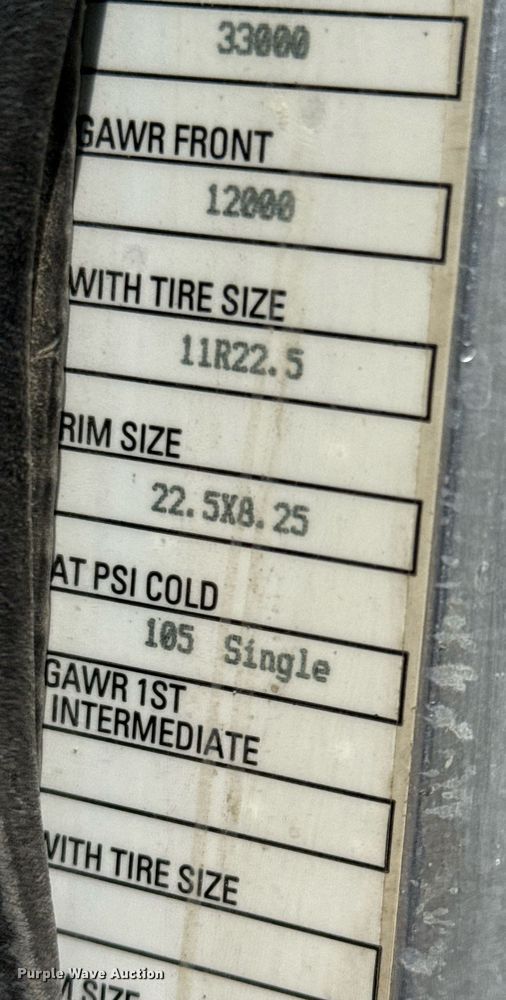 33000
GAWR FRONT
12000
WITH TIRE SIZE
11R22.5
RIM SIZE
22.5X8.25
AT PSI COLD
105 Single
GAWR 1ST
INTERMEDIATE
WITH TIRE SIZE
SIZE
Purple Wave Auction